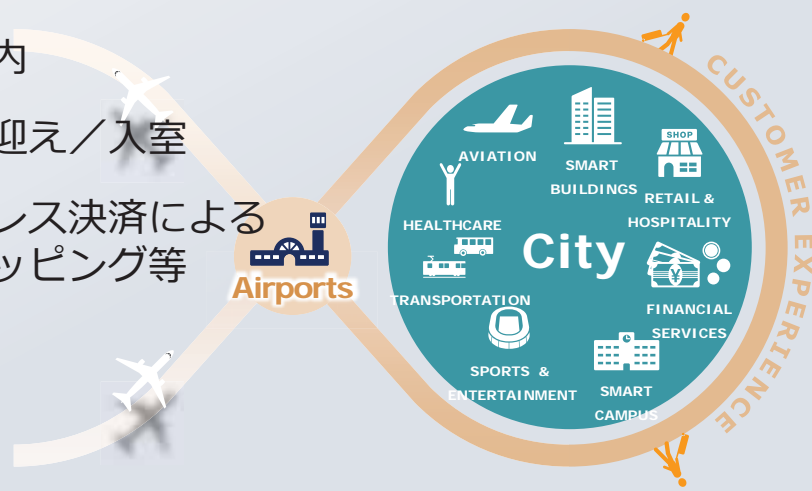 内
迎え／入室
レス決済による
ッピング等
Airports
City
AVIATION
SMART
BUILDINGS
RETAIL &
HOSPITALITY
SHOP
HEALTHCARE
TRANSPORTATION
FINANCIAL
SERVICES
¥
SPORTS &
ENTERTAINMENT
SMART
CAMPUS
CUSTOMER EXPERIENCE